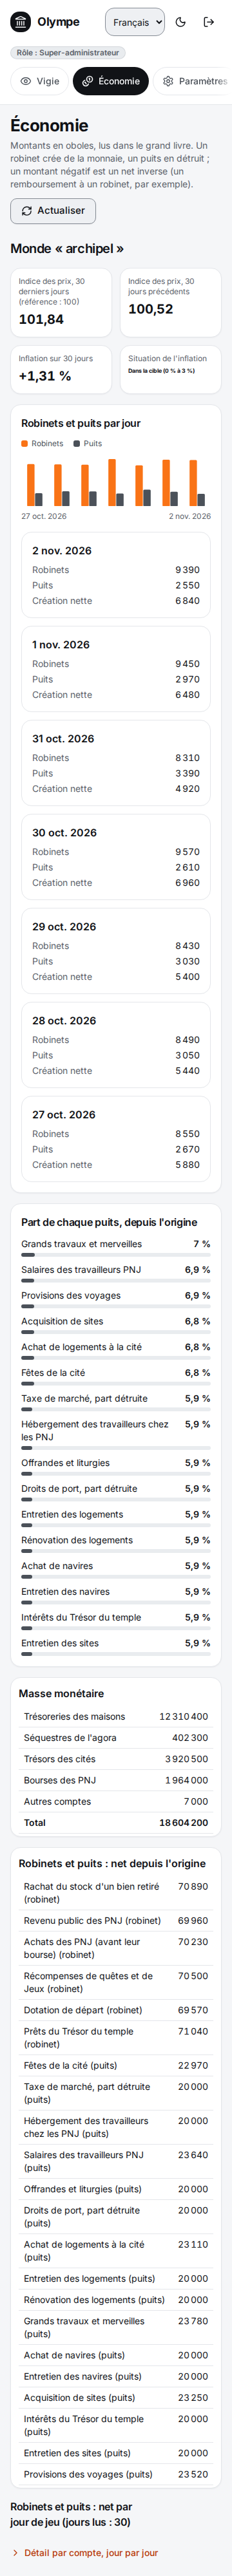 Olympe
Français
Rôle : Super-administrateur
Vigie
Économie
Paramètres
Économie
Montants en oboles, lus dans le grand livre. Un
robinet crée de la monnaie, un puits en détruit ;
un montant négatif est un net inverse (un
remboursement à un robinet, par exemple).
Actualiser
Monde « archipel »
Indice des prix, 30
derniers jours
(référence : 100)
101,84
Indice des prix, 30
jours précédents
100,52
Inflation sur 30 jours
+1,31 %
Situation de l'inflation
Dans la cible (0 % à 3 %)
Robinets et puits par jour
Robinets
Puits
27 oct. 2026
2 nov. 2026
2 nov. 2026
Robinets 9 390
Puits 2 550
Création nette 6 840
1 nov. 2026
Robinets 9 450
Puits 2 970
Création nette 6 480
31 oct. 2026
Robinets 8 310
Puits 3 390
Création nette 4 920
30 oct. 2026
Robinets 9 570
Puits 2 610
Création nette 6 960
29 oct. 2026
Robinets 8 430
Puits 3 030
Création nette 5 400
28 oct. 2026
Robinets 8 490
Puits 3 050
Création nette 5 440
27 oct. 2026
Robinets 8 550
Puits 2 670
Création nette 5 880
Part de chaque puits, depuis l'origine
Grands travaux et merveilles 7 %
Salaires des travailleurs PNJ 6,9 %
Provisions des voyages 6,9 %
Acquisition de sites 6,8 %
Achat de logements à la cité 6,8 %
Fêtes de la cité 6,8 %
Taxe de marché, part détruite 5,9 %
Hébergement des travailleurs chez 5,9 %
les PNJ
Offrandes et liturgies 5,9 %
Droits de port, part détruite 5,9 %
Entretien des logements 5,9 %
Rénovation des logements 5,9 %
Achat de navires 5,9 %
Entretien des navires 5,9 %
Intérêts du Trésor du temple 5,9 %
Entretien des sites 5,9 %
Masse monétaire
Trésoreries des maisons 12 310 400
Séquestres de l'agora 402 300
Trésors des cités 3 920 500
Bourses des PNJ 1 964 000
Autres comptes 7 000
Total 18 604 200
Robinets et puits : net depuis l'origine
Rachat du stock d'un bien retiré 70 890
(robinet)
Revenu public des PNJ (robinet) 69 960
Achats des PNJ (avant leur 70 230
bourse) (robinet)
Récompenses de quêtes et de 70 500
Jeux (robinet)
Dotation de départ (robinet) 69 570
Prêts du Trésor du temple 71 040
(robinet)
Fêtes de la cité (puits) 22 970
Taxe de marché, part détruite 20 000
(puits)
Hébergement des travailleurs 20 000
chez les PNJ (puits)
Salaires des travailleurs PNJ 23 640
(puits)
Offrandes et liturgies (puits) 20 000
Droits de port, part détruite 20 000
(puits)
Achat de logements à la cité 23 110
(puits)
Entretien des logements (puits) 20 000
Rénovation des logements (puits) 20 000
Grands travaux et merveilles 23 780
(puits)
Achat de navires (puits) 20 000
Entretien des navires (puits) 20 000
Acquisition de sites (puits) 23 250
Intérêts du Trésor du temple 20 000
(puits)
Entretien des sites (puits) 20 000
Provisions des voyages (puits) 23 520
Robinets et puits : net par
jour de jeu (jours lus : 30)
Détail par compte, jour par jour